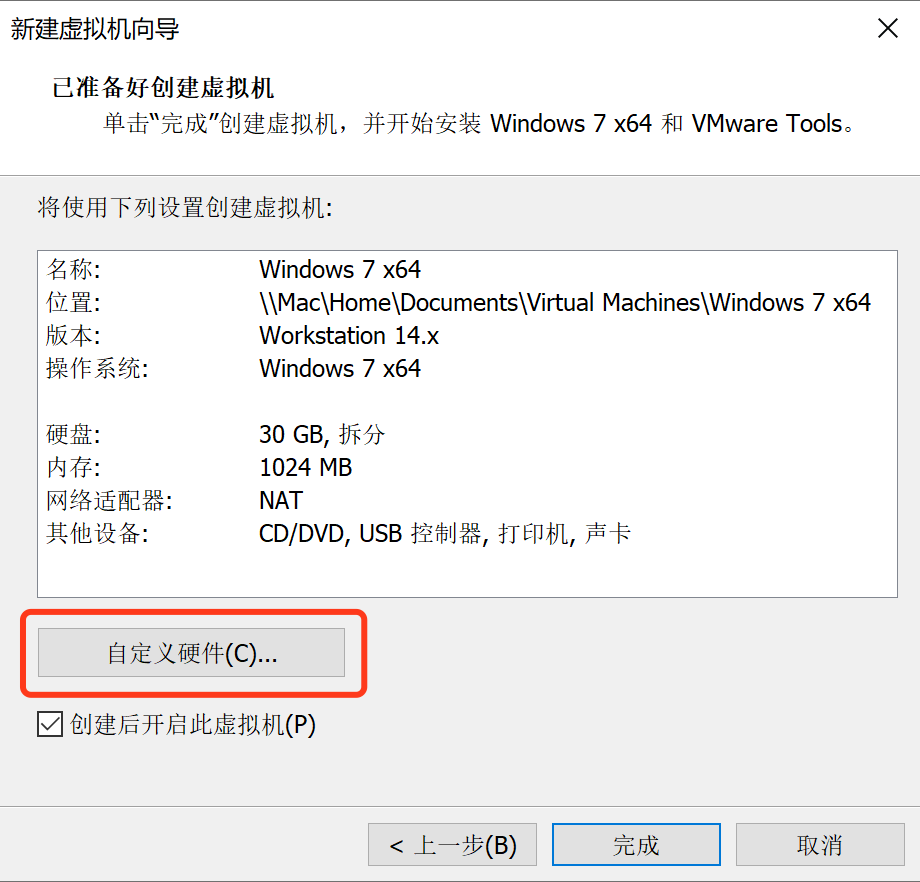 新建虚拟机向导
已准备好创建虚拟机
单击“完成”创建虚拟机，并开始安装 Windows 7 x64 和 VMware Tools。
将使用下列设置创建虚拟机:
名称: Windows 7 x64
位置: \\Mac\Home\Documents\Virtual Machines\Windows 7 x64
版本: Workstation 14.x
操作系统: Windows 7 x64
硬盘: 30 GB, 拆分
内存: 1024 MB
网络适配器: NAT
其他设备: CD/DVD, USB 控制器, 打印机, 声卡
自定义硬件(C)...
创建后开启此虚拟机(P)
< 上一步(B) 完成 取消